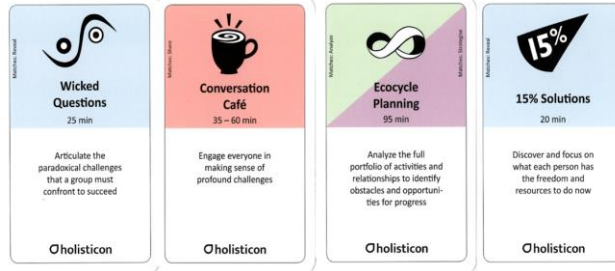 Matches: Reveal
Wicked
Questions
25 min
Articulate the
paradoxical challenges
that a group must
confront to succeed
holisticon
Matches: Share
Conversation
Café
35 – 60 min
Engage everyone in
making sense of
profound challenges
holisticon
Matches: Analyze
Matches: Strategize
Ecocycle
Planning
95 min
Analyze the full
portfolio of activities and
relationships to identify
obstacles and opportuni-
ties for progress
holisticon
Matches: Reveal
15%
15% Solutions
20 min
Discover and focus on
what each person has
the freedom and
resources to do now
holisticon